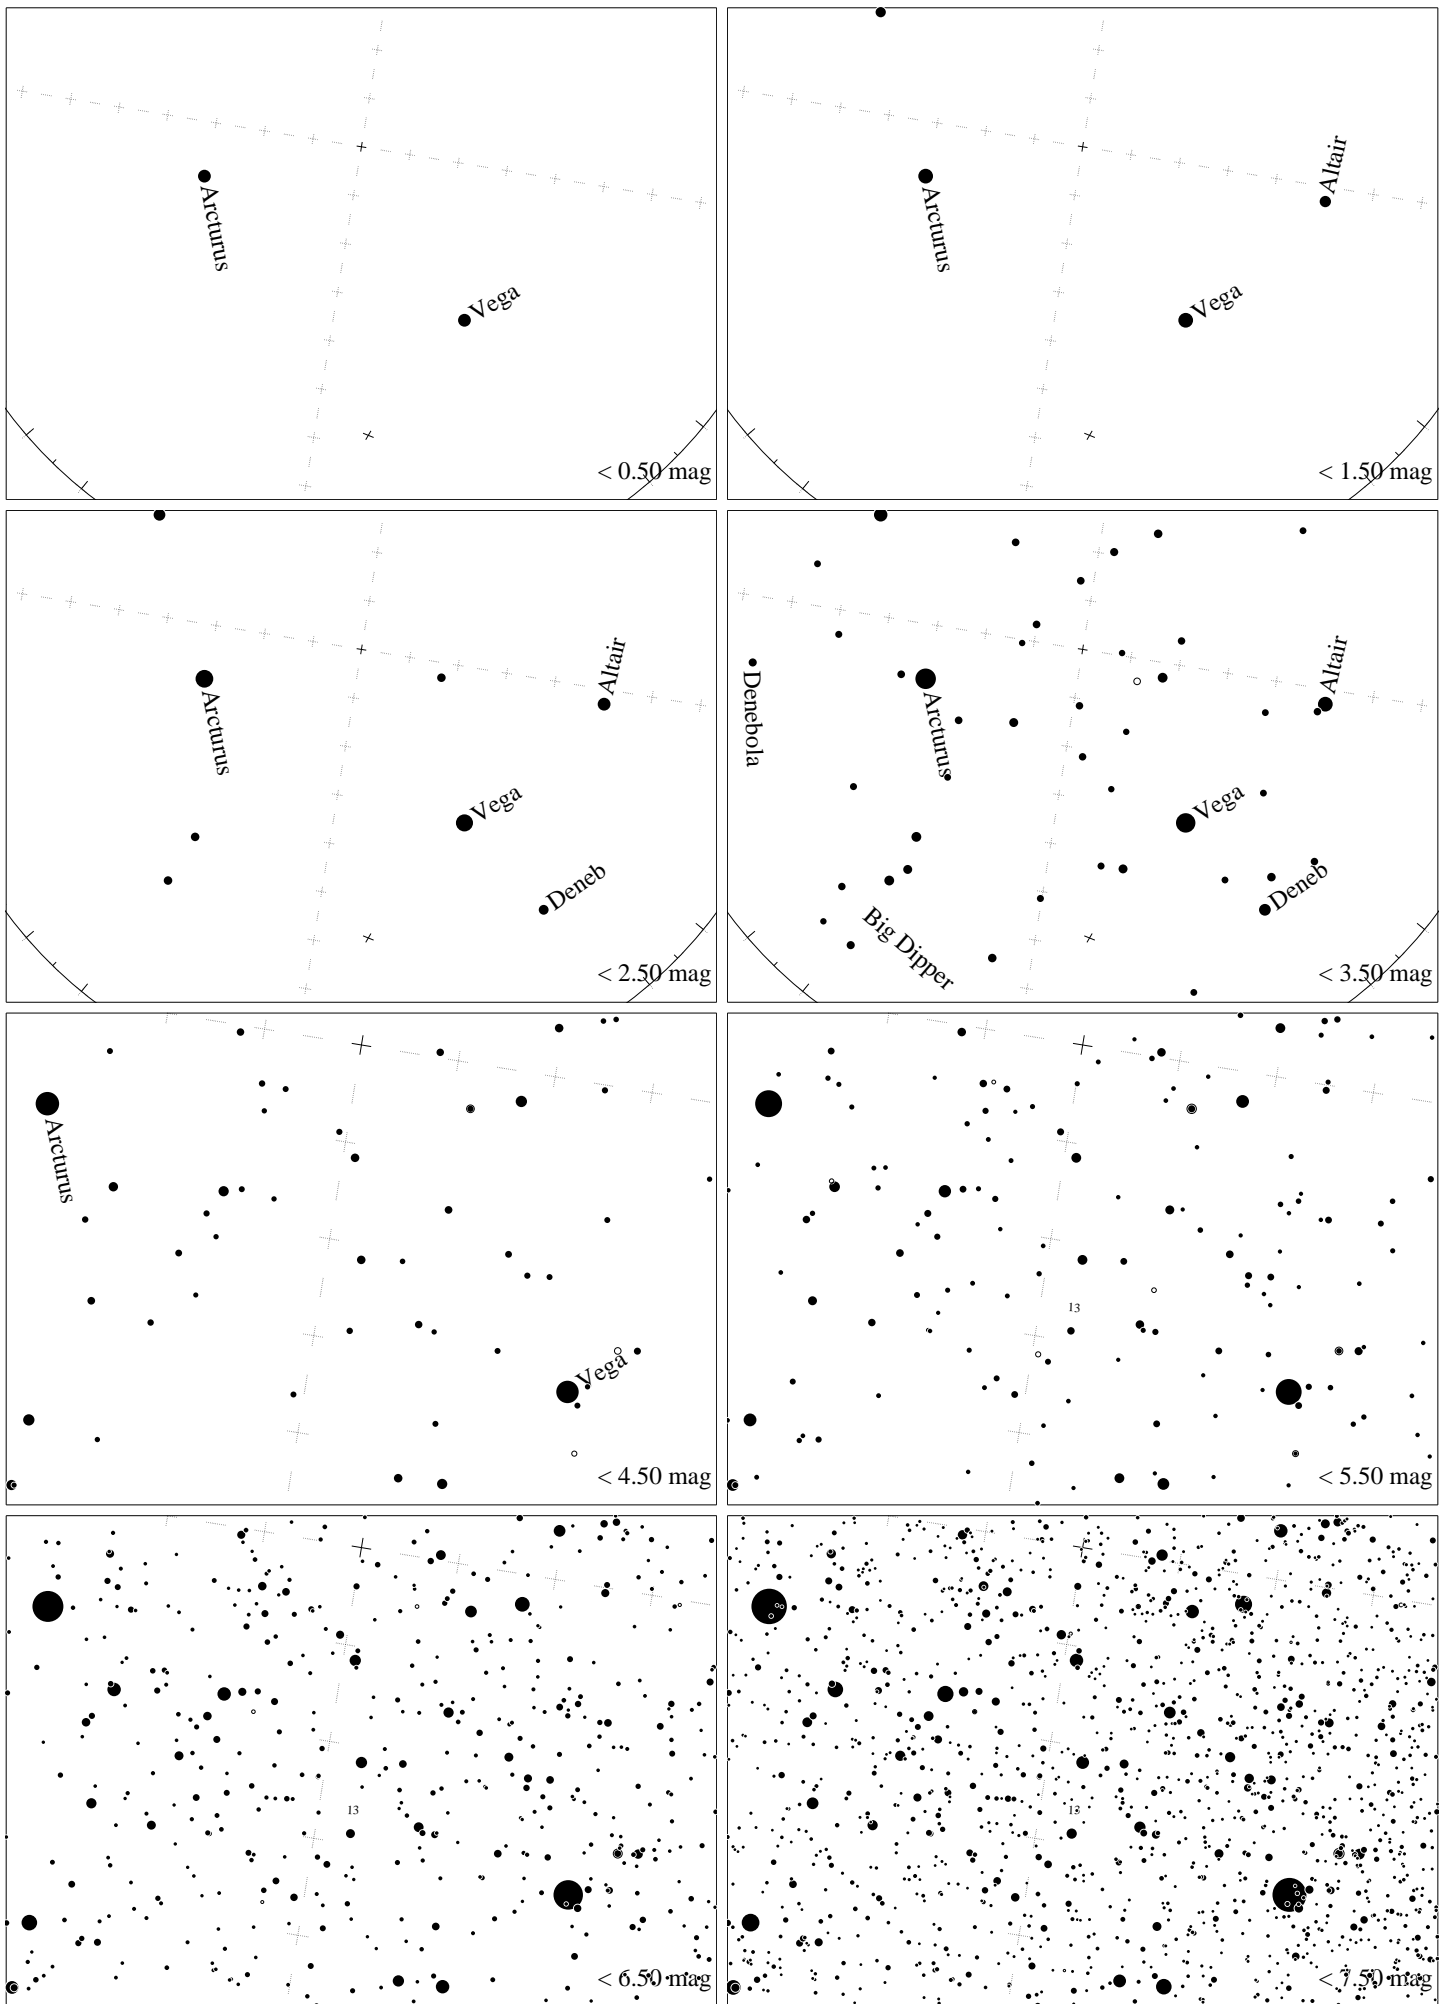 Arcturus
Vega
< 0.50 mag
Altair
Arcturus
Vega
< 1.50 mag
Altair
Arcturus
Vega
Deneb
< 2.50 mag
Altair
Denebola
Arcturus
Vega
Deneb
Big Dipper
< 3.50 mag
Arcturus
Vega
< 4.50 mag
13
< 5.50 mag
13
< 6.50 mag
13
< 7.50 mag